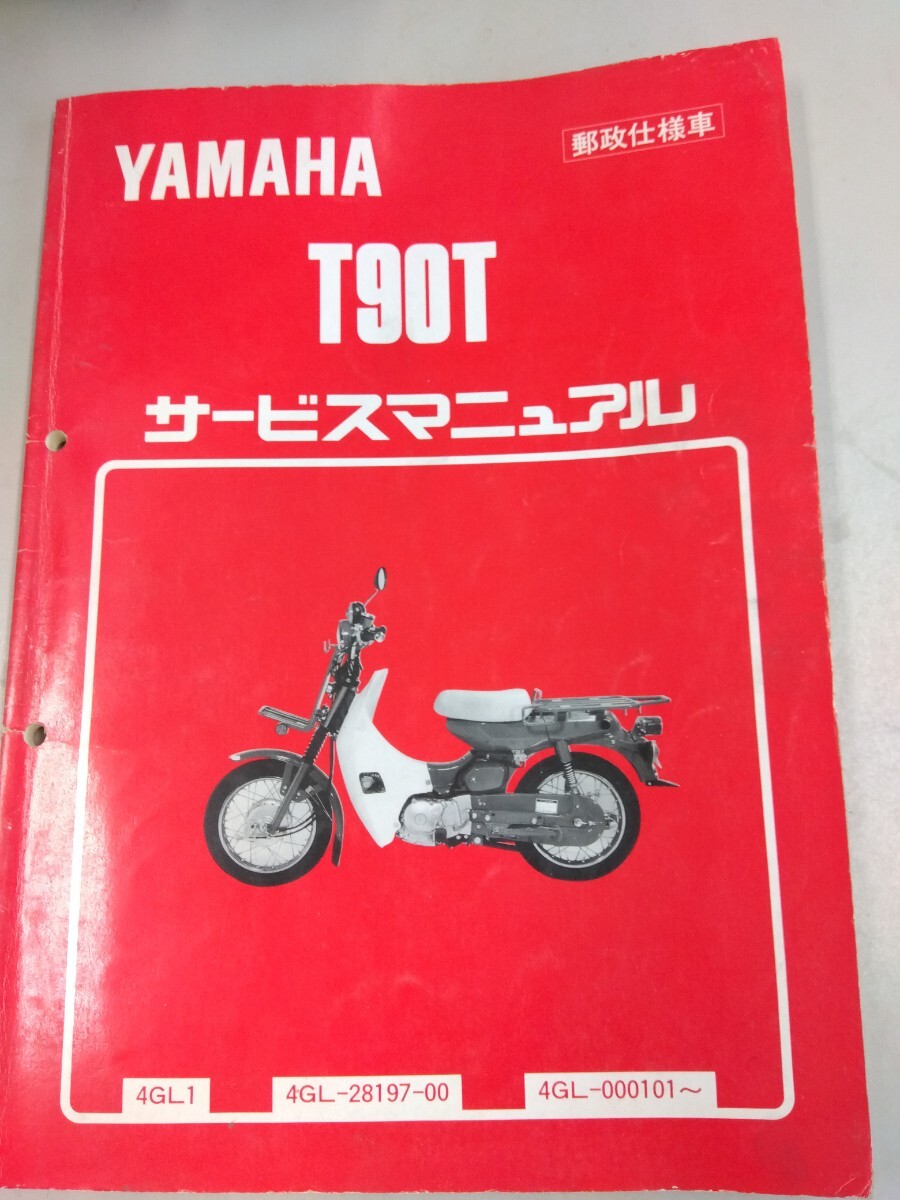 郵政仕様車
YAMAHA
T90T
サービスマニュアル
4GL1
4GL-28197-00
4GL-000101～